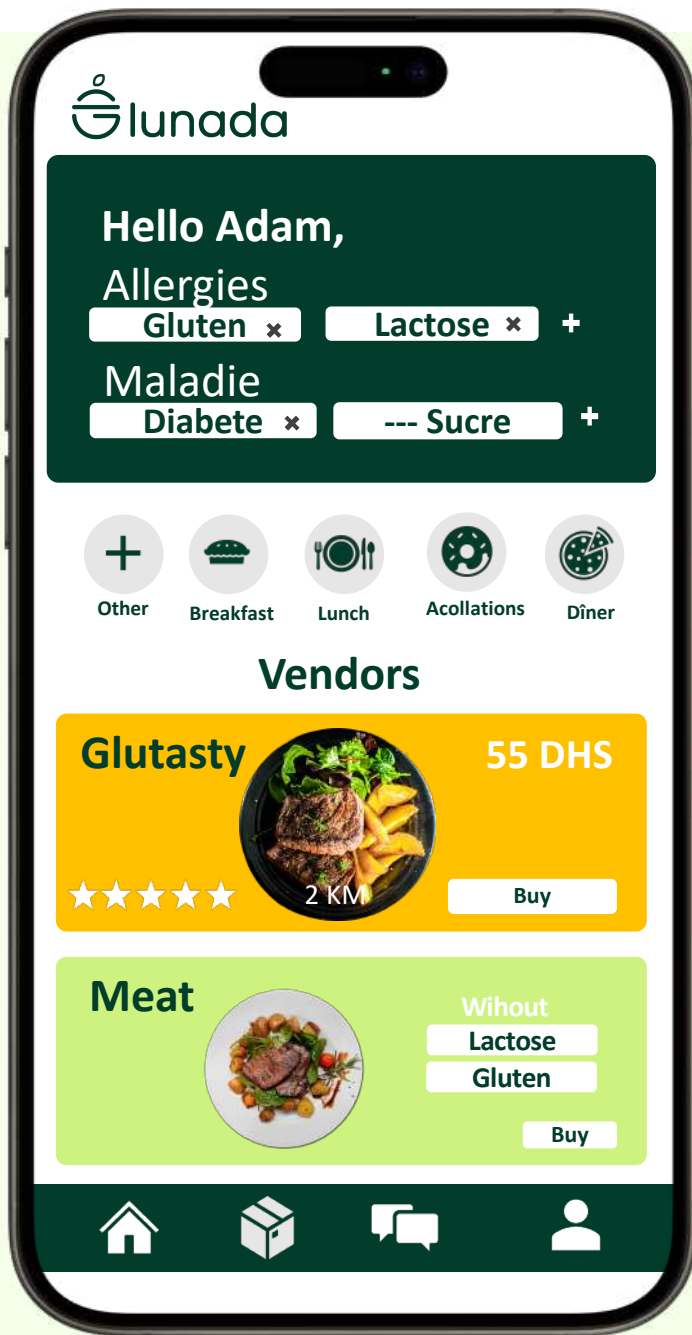 Glunada
Hello Adam,
Allergies
Gluten × Lactose × +
Maladie
Diabete × --- Sucre +
Other Breakfast Lunch Acollations Dîner
Vendors
Glutasty 55 DHS
2 KM Buy
Meat
Wihout
Lactose
Gluten
Buy